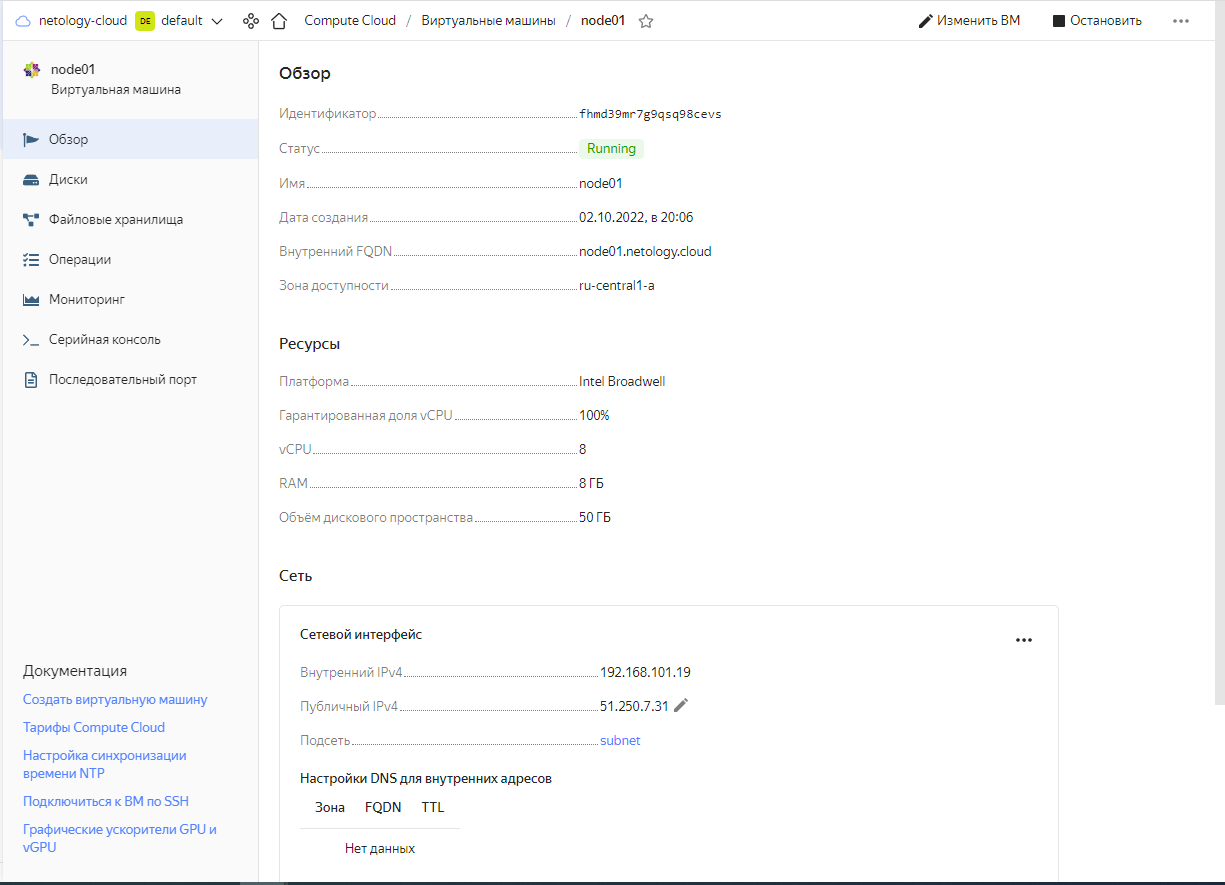 netology-cloud DE default Compute Cloud / Виртуальные машины / node01 Изменить ВМ Остановить
node01
Виртуальная машина
Обзор
Диски
Файловые хранилища
Операции
Мониторинг
Серийная консоль
Последовательный порт
Документация
Создать виртуальную машину
Тарифы Compute Cloud
Настройка синхронизации
времени NTP
Подключиться к ВМ по SSH
Графические ускорители GPU и
vGPU
Обзор
Идентификатор fhmd39mr7g9qsq98cevs
Статус Running
Имя node01
Дата создания 02.10.2022, в 20:06
Внутренний FQDN node01.netology.cloud
Зона доступности ru-central1-a
Ресурсы
Платформа Intel Broadwell
Гарантированная доля vCPU 100%
vCPU 8
RAM 8 ГБ
Объём дискового пространства 50 ГБ
Сеть
Сетевой интерфейс
Внутренний IPv4 192.168.101.19
Публичный IPv4 51.250.7.31
Подсеть subnet
Настройки DNS для внутренних адресов
Зона FQDN TTL
Нет данных